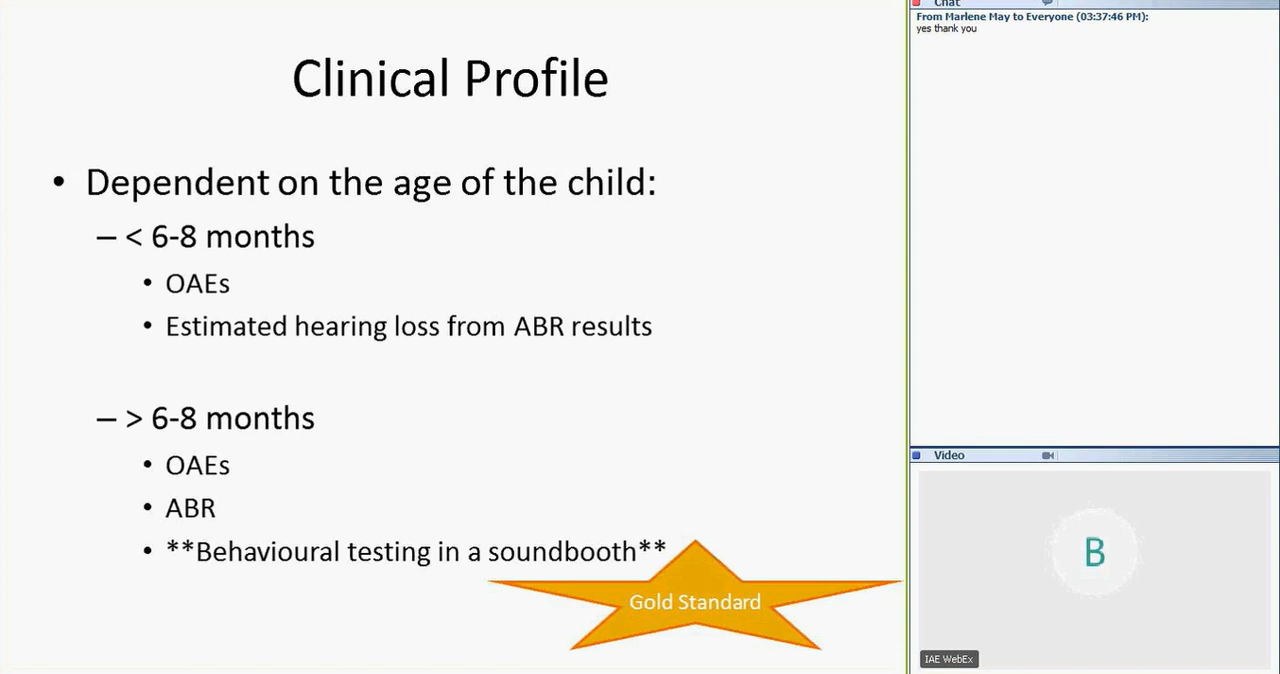 Clinical Profile
• Dependent on the age of the child:
– < 6-8 months
• OAEs
• Estimated hearing loss from ABR results
– > 6-8 months
• OAEs
• ABR
• **Behavioural testing in a soundbooth**
Gold Standard
Chat
From Marlene May to Everyone (03:37:46 PM):
yes thank you
Video
B
IAE WebEx